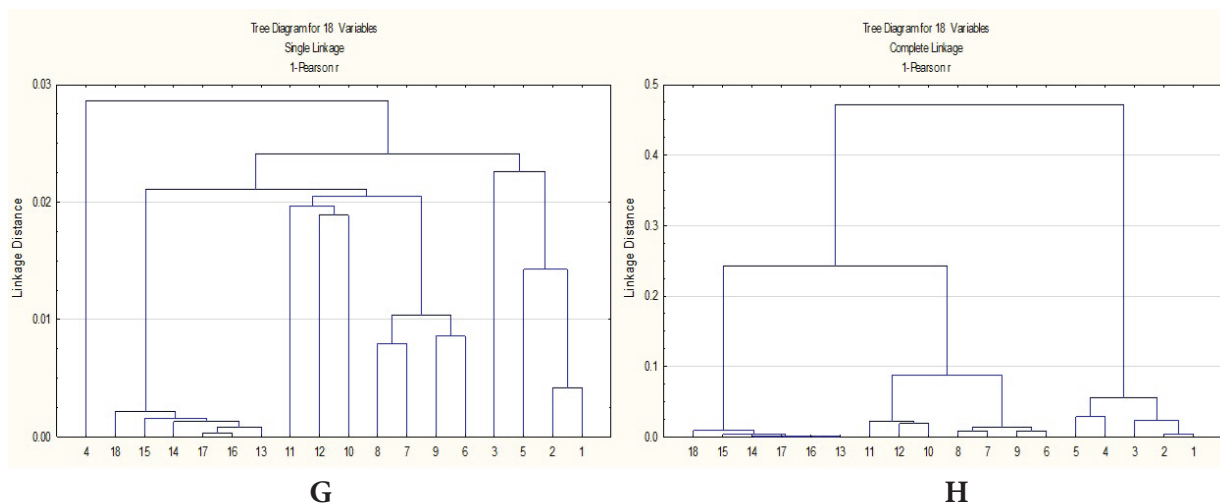 Tree Diagram for 18 Variables
Single Linkage
1-Pearson r
Linkage Distance
0.03
0.02
0.01
0.00
4 18 15 14 17 16 13 11 12 10 8 7 9 6 3 5 2 1
G
Tree Diagram for 18 Variables
Complete Linkage
1-Pearson r
Linkage Distance
0.5
0.4
0.3
0.2
0.1
0.0
18 15 14 17 16 13 11 12 10 8 7 9 6 5 4 3 2 1
H